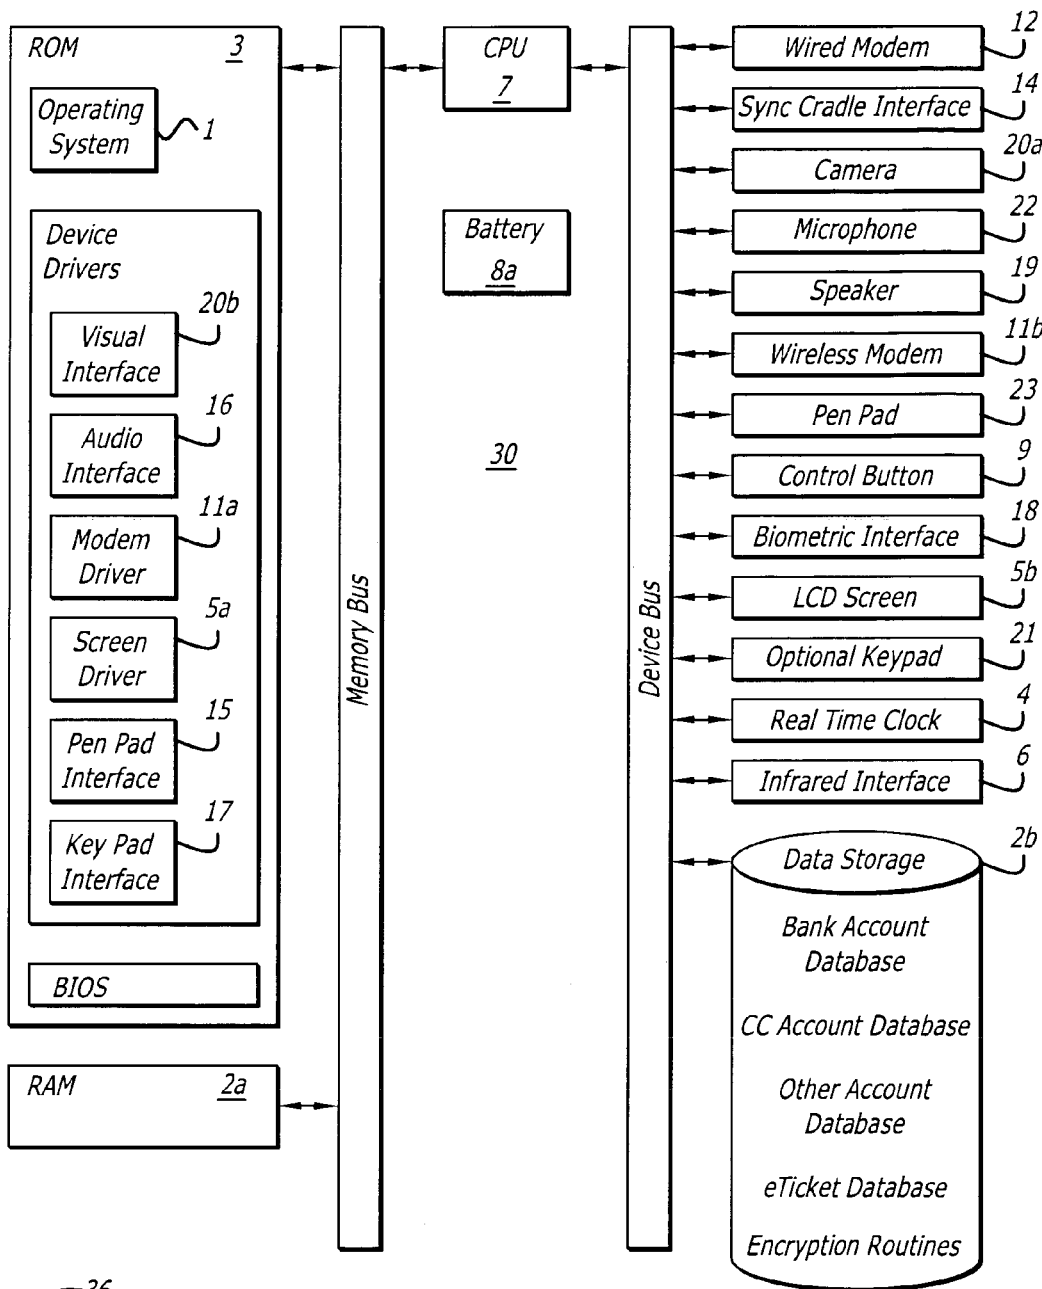 ROM 3
Operating
System
1
Device
Drivers
20b
Visual
Interface
16
Audio
Interface
11a
Modem
Driver
5a
Screen
Driver
15
Pen Pad
Interface
17
Key Pad
Interface
BIOS
RAM 2a
Memory Bus
CPU
7
Battery
8a
30
Device Bus
12
Wired Modem
14
Sync Cradle Interface
20a
Camera
22
Microphone
19
Speaker
11b
Wireless Modem
23
Pen Pad
9
Control Button
18
Biometric Interface
5b
LCD Screen
21
Optional Keypad
4
Real Time Clock
6
Infrared Interface
2b
Data Storage
Bank Account
Database
CC Account Database
Other Account
Database
eTicket Database
Encryption Routines
36